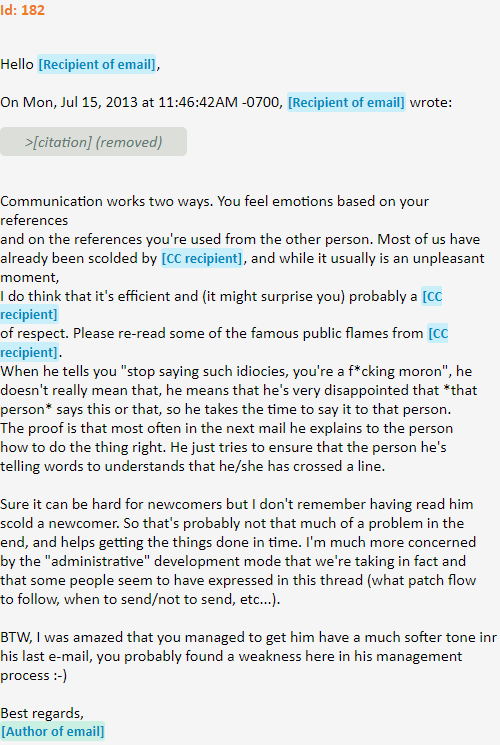 Id: 182
Hello [Recipient of email],
On Mon, Jul 15, 2013 at 11:46:42AM -0700, [Recipient of email] wrote:
>[citation] (removed)
Communication works two ways. You feel emotions based on your
references
and on the references you're used from the other person. Most of us have
already been scolded by [CC recipient], and while it usually is an unpleasant
moment,
I do think that it's efficient and (it might surprise you) probably a [CC
recipient]
of respect. Please re-read some of the famous public flames from [CC
recipient].
When he tells you "stop saying such idiocies, you're a f*cking moron", he
doesn't really mean that, he means that he's very disappointed that *that
person* says this or that, so he takes the time to say it to that person.
The proof is that most often in the next mail he explains to the person
how to do the thing right. He just tries to ensure that the person he's
telling words to understands that he/she has crossed a line.
Sure it can be hard for newcomers but I don't remember having read him
scold a newcomer. So that's probably not that much of a problem in the
end, and helps getting the things done in time. I'm much more concerned
by the "administrative" development mode that we're taking in fact and
that some people seem to have expressed in this thread (what patch flow
to follow, when to send/not to send, etc...).
BTW, I was amazed that you managed to get him have a much softer tone inr
his last e-mail, you probably found a weakness here in his management
process :-)
Best regards,
[Author of email]